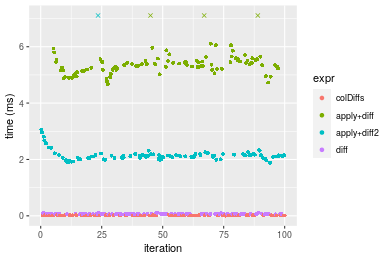 6
4
2
0
time (ms)
0
25
50
75
100
iteration
expr
colDiffs
apply+diff
apply+diff2
diff